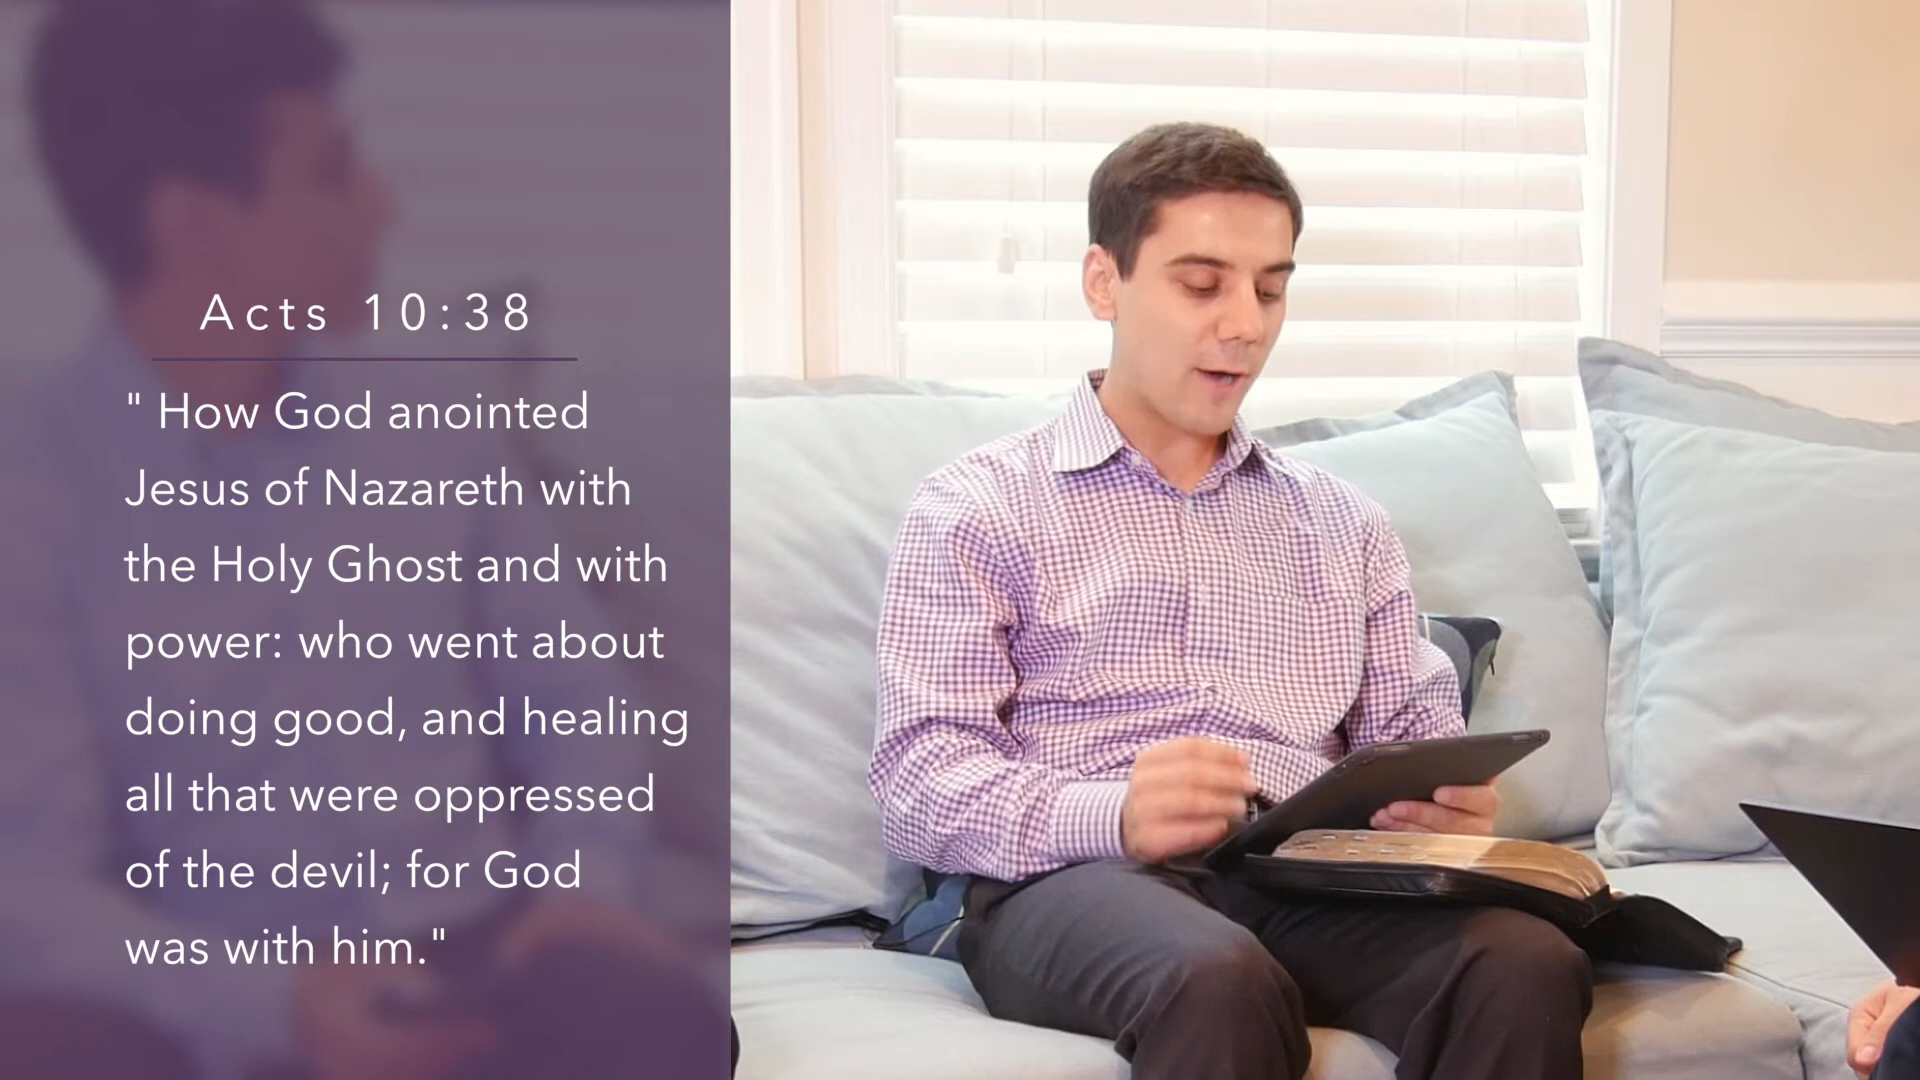 Acts 10:38
" How God anointed
Jesus of Nazareth with
the Holy Ghost and with
power: who went about
doing good, and healing
all that were oppressed
of the devil; for God
was with him."